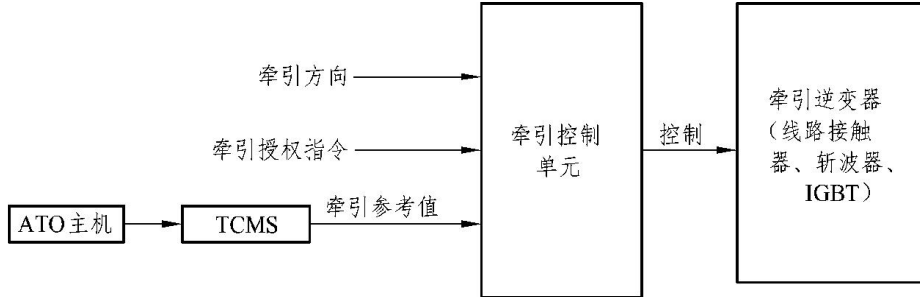 牵引方向
牵引授权指令
ATO主机
TCMS
牵引参考值
牵引控制
单元
控制
牵引逆变器
（线路接触
器、斩波器、
IGBT）